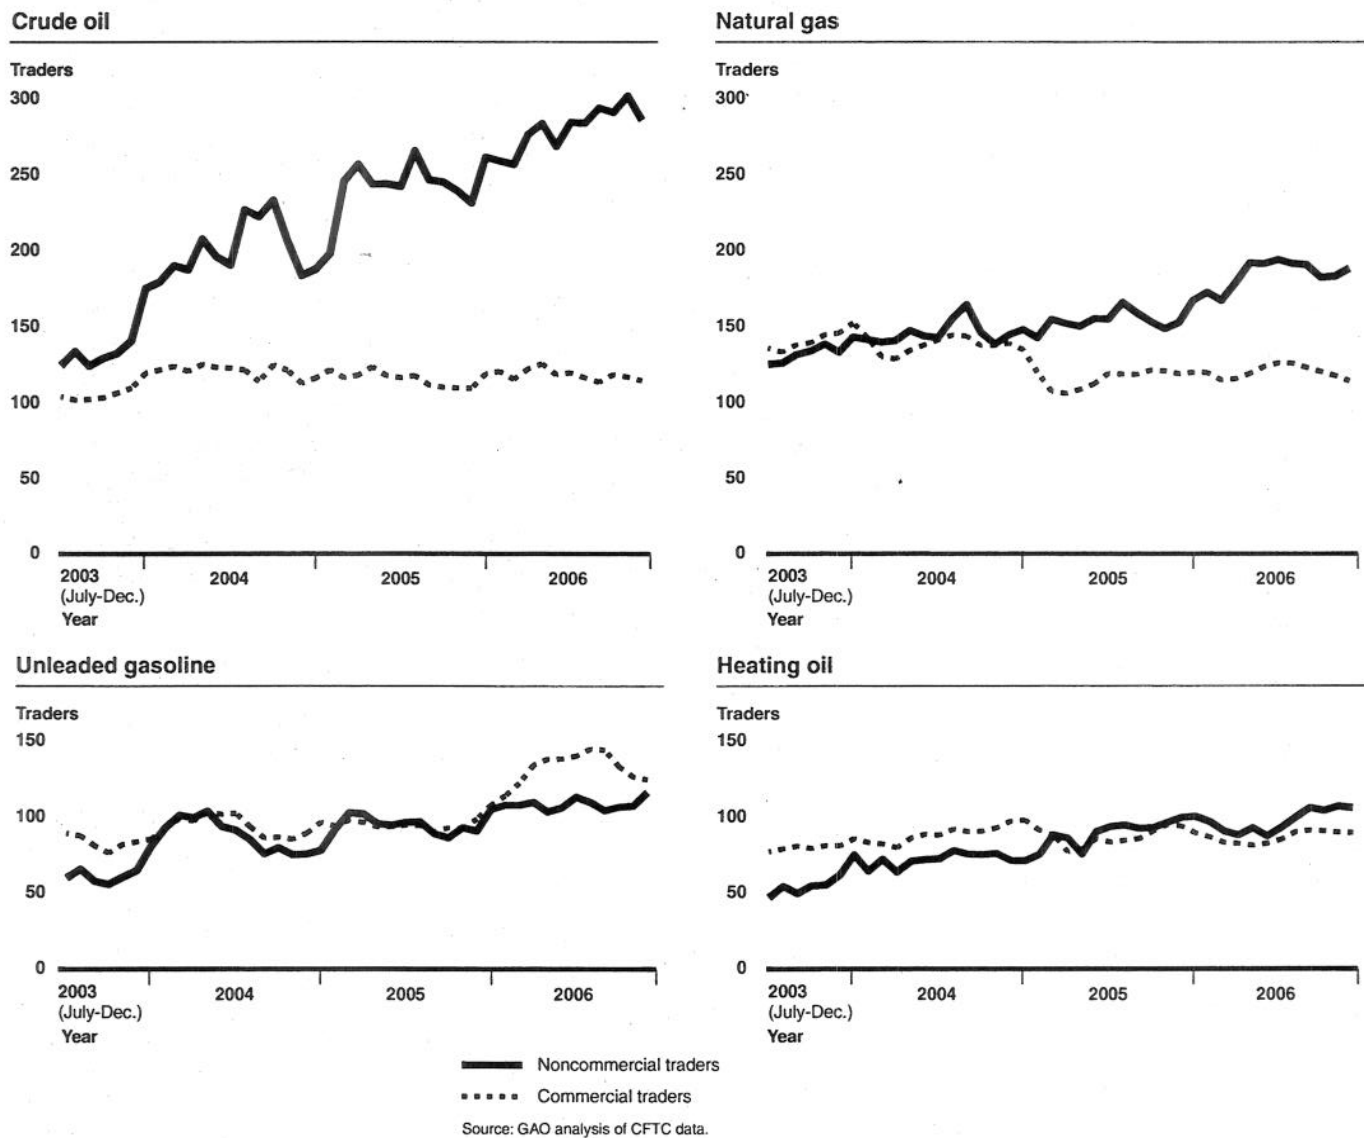 Crude oil
Traders
300
250
200
150
100
50
0
2003
(July-Dec.)
2004
2005
2006
Year
Natural gas
Traders
300
250
200
150
100
50
0
2003
(July-Dec.)
2004
2005
2006
Year
Unleaded gasoline
Traders
150
100
50
0
2003
(July-Dec.)
2004
2005
2006
Year
Heating oil
Traders
150
100
50
0
2003
(July-Dec.)
2004
2005
2006
Year
Noncommercial traders
Commercial traders
Source: GAO analysis of CFTC data.